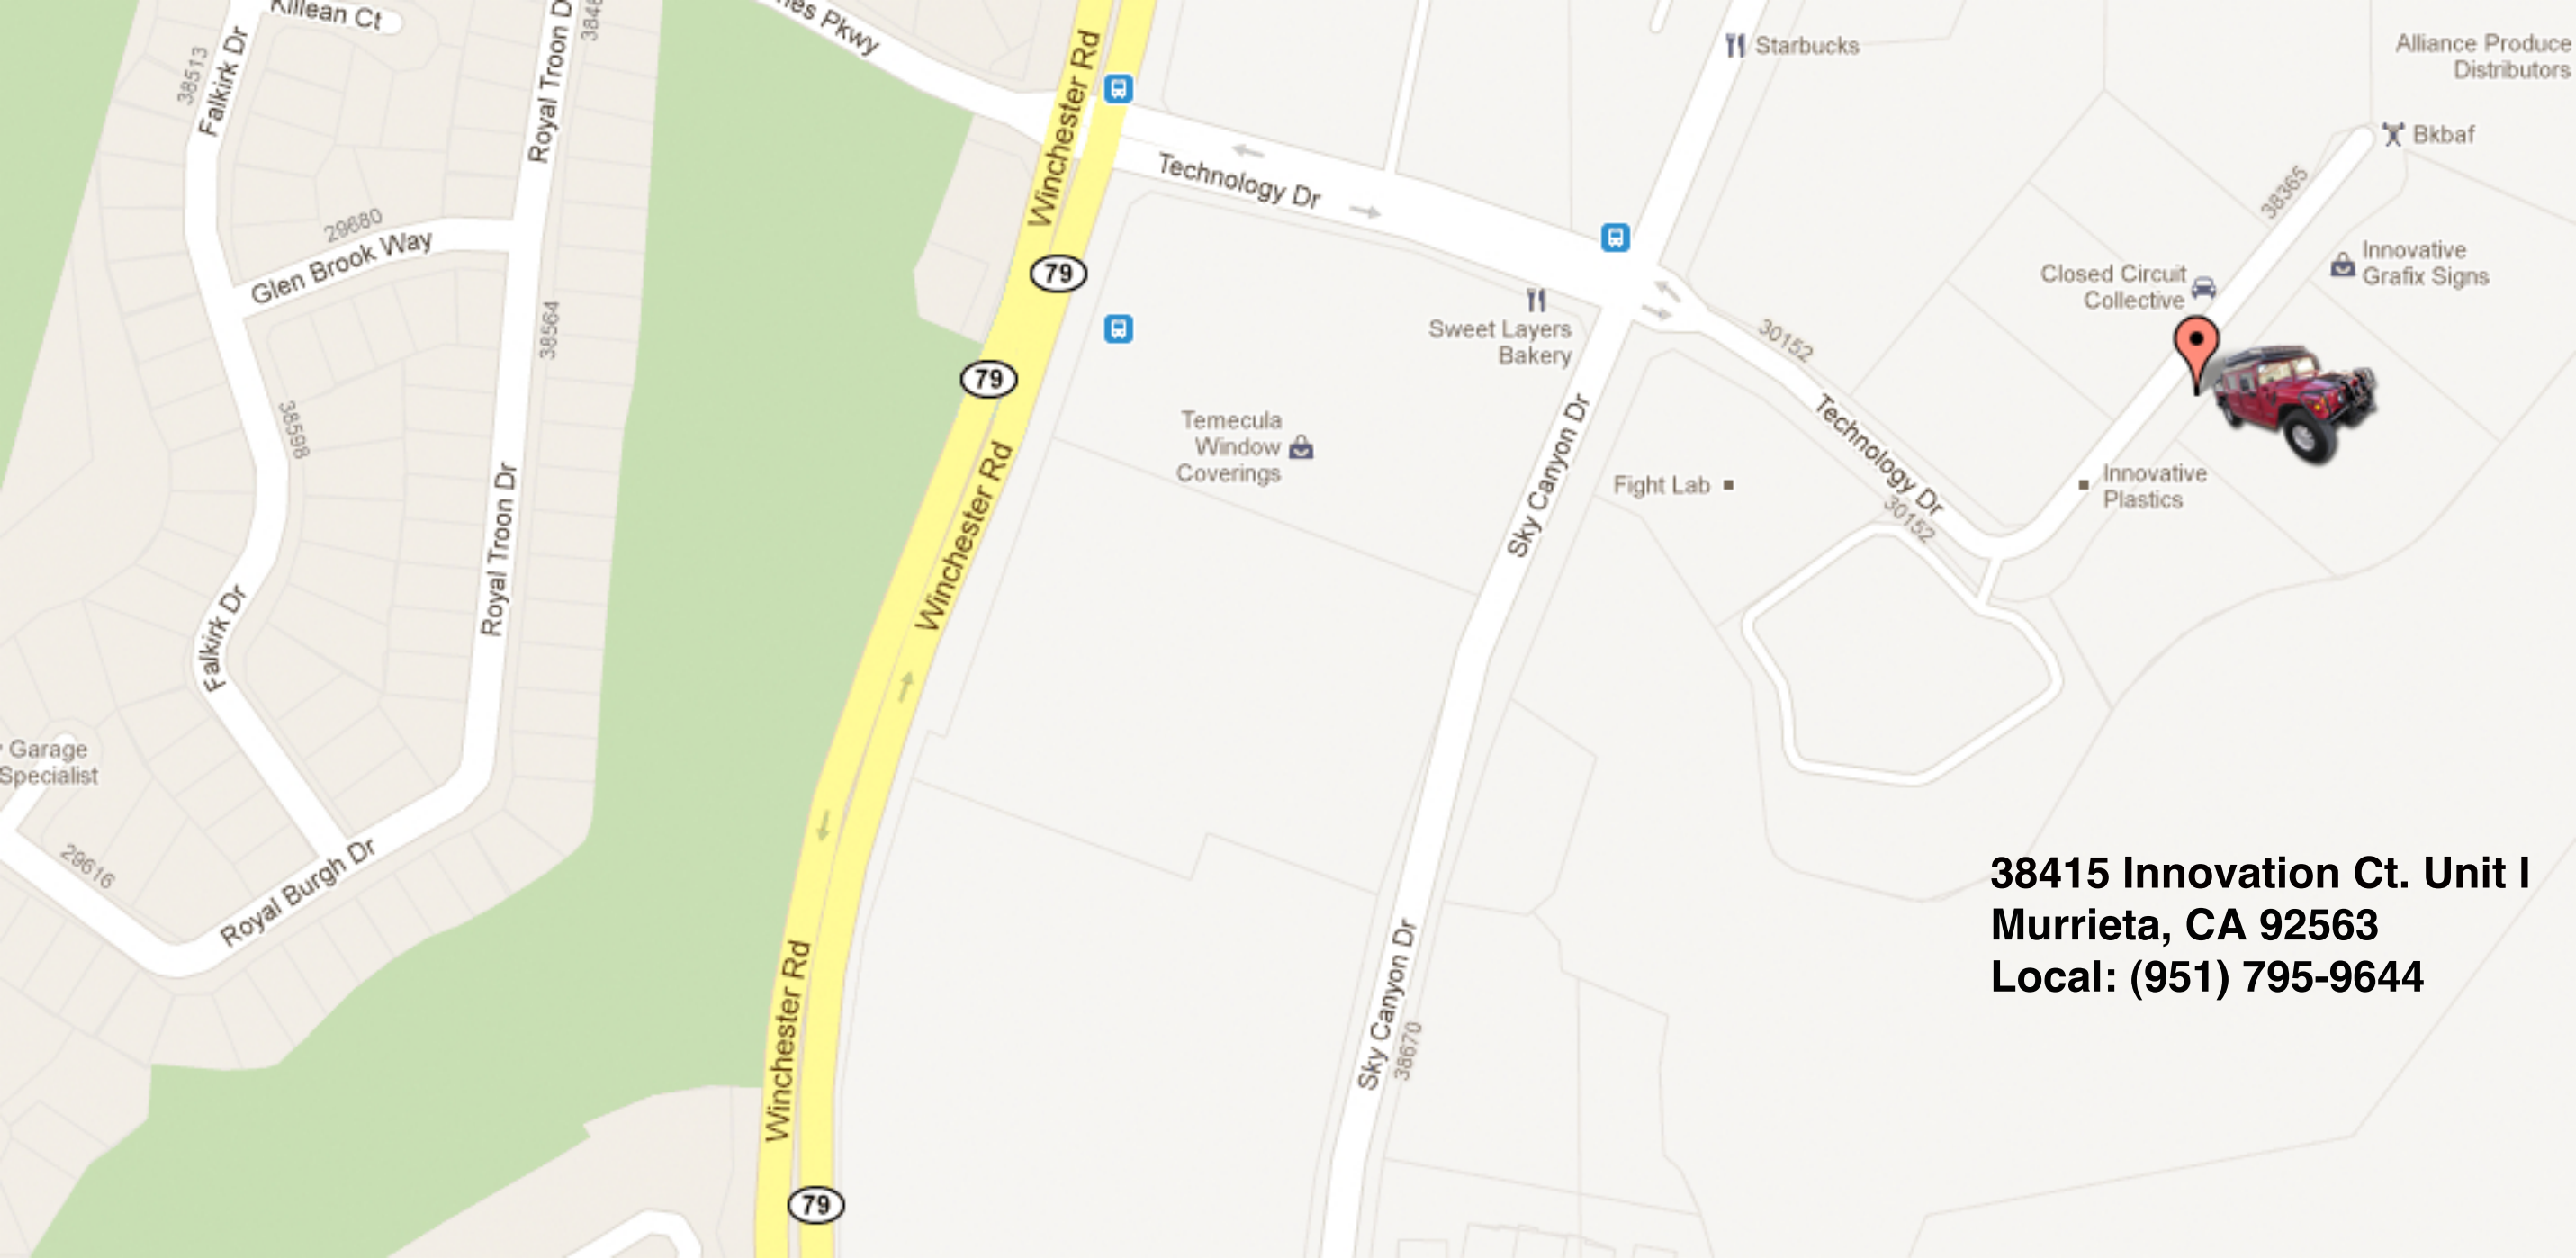 Killean Ct
38513
Falkirk Dr
Royal Troon D
3846
nes Pkwy
Winchester Rd
Starbucks
Alliance Produce
Distributors
Bkbaf
Technology Dr
38365
29680
Glen Brook Way
79
Innovative
Grafix Signs
Closed Circuit
Collective
38564
79
Sweet Layers
Bakery
30152
38598
Temecula
Window
Coverings
Technology Dr
Royal Troon Dr
Winchester Rd
Sky Canyon Dr
Fight Lab
30152
Innovative
Plastics
Falkirk Dr
Garage
Specialist
29616
Royal Burgh Dr
Winchester Rd
Sky Canyon Dr
38670
79
38415 Innovation Ct. Unit I
Murrieta, CA 92563
Local: (951) 795-9644